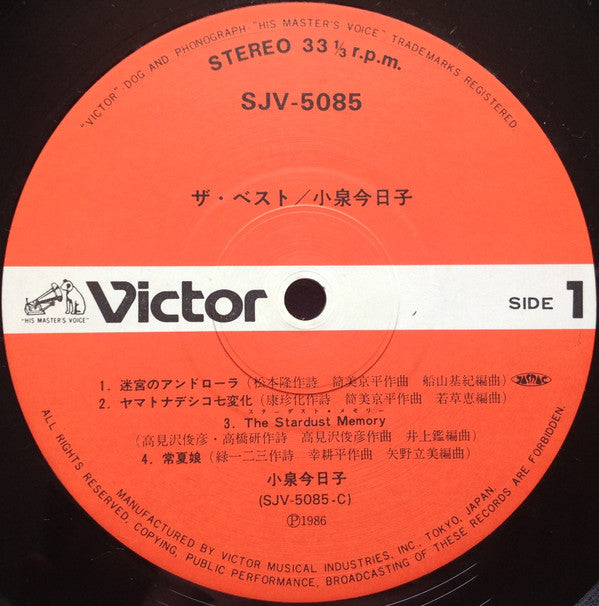 "VICTOR" DOG AND PHONOGRAPH·"HIS MASTER'S VOICE" TRADEMARKS REGISTERED
STEREO 33 1/3 r.p.m.
SJV-5085
ザ・ベスト／小泉今日子
"HIS MASTER'S VOICE"
Victor
SIDE 1
1. 迷宮のアンドローラ (松本隆作詩 筒美京平作曲 船山基紀編曲)
JASRAC
2. ヤマトナデシコ七変化 (康珍化作詩 筒美京平作曲 若草恵編曲)
スターダスト・メモリー
3. The Stardust Memory
(高見沢俊彦・高橋研作詩 高見沢俊彦作曲 井上鑑編曲)
4. 常夏娘 (緑一二三作詩 幸耕平作曲 矢野立美編曲)
小泉今日子
(SJV-5085-C)
Ⓟ1986
ALL RIGHTS RESERVED, COPYING, PUBLIC PERFORMANCE, BROADCASTING OF THESE RECORDS ARE FORBIDDEN.
MANUFACTURED BY VICTOR MUSICAL INDUSTRIES, INC., TOKYO, JAPAN,